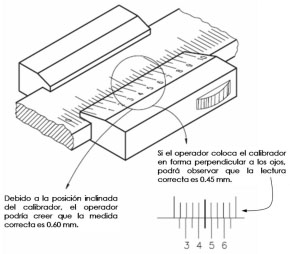 Si el operador coloca el calibrador
en forma perpendicular a los ojos,
podrá observar que la lectura
correcta es 0.45 mm.
Debido a la posición inclinada
del calibrador, el operador
podría creer que la medida
correcta es 0.60 mm.
3 4 5 6